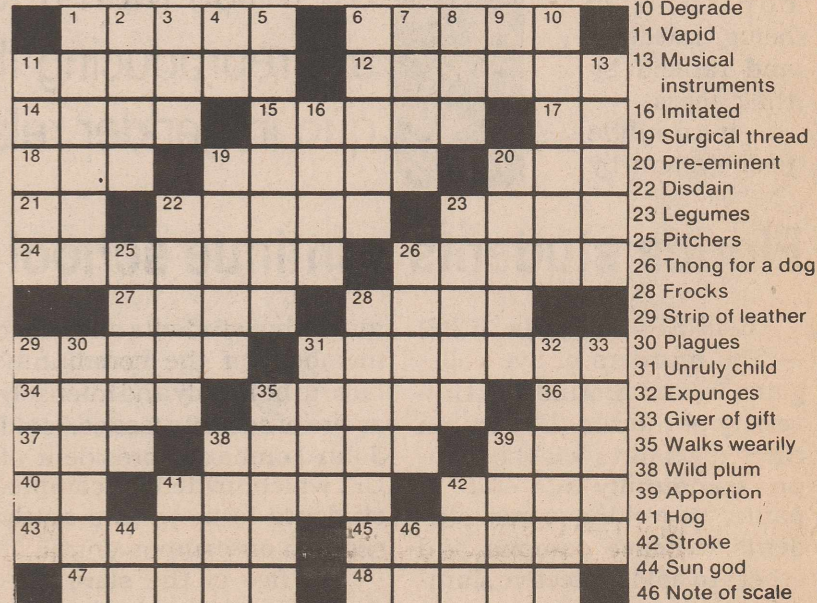 1 2 3 4 5 6 7 8 9 10
11 12 13
14 15 16 17
18 19 20
21 22 23
24 25 26
27 28
29 30 31 32 33
34 35 36
37 38 39
40 41 42
43 44 45 46
47 48
10 Degrade
11 Vapid
13 Musical
instruments
16 Imitated
19 Surgical thread
20 Pre-eminent
22 Disdain
23 Legumes
25 Pitchers
26 Thong for a dog
28 Frocks
29 Strip of leather
30 Plagues
31 Unruly child
32 Expunges
33 Giver of gift
35 Walks wearily
38 Wild plum
39 Apportion
41 Hog
42 Stroke
44 Sun god
46 Note of scale